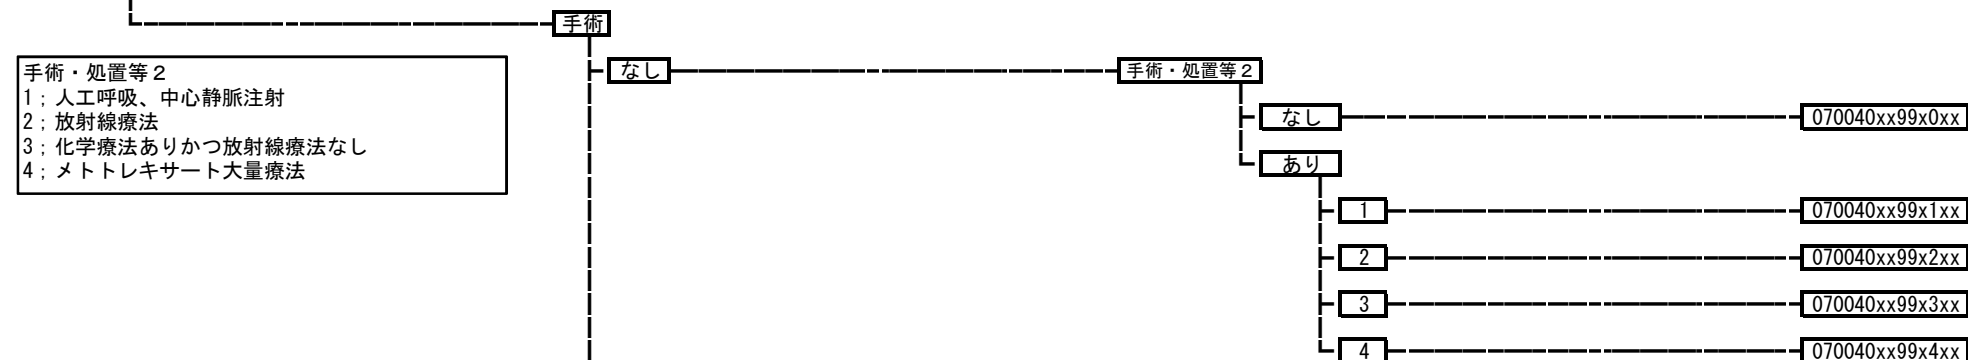 手術
手術・処置等２
1；人工呼吸、中心静脈注射
2；放射線療法
3；化学療法ありかつ放射線療法なし
4；メトトレキサート大量療法
なし
手術・処置等２
なし
070040xx99x0xx
あり
1
070040xx99x1xx
2
070040xx99x2xx
3
070040xx99x3xx
4
070040xx99x4xx